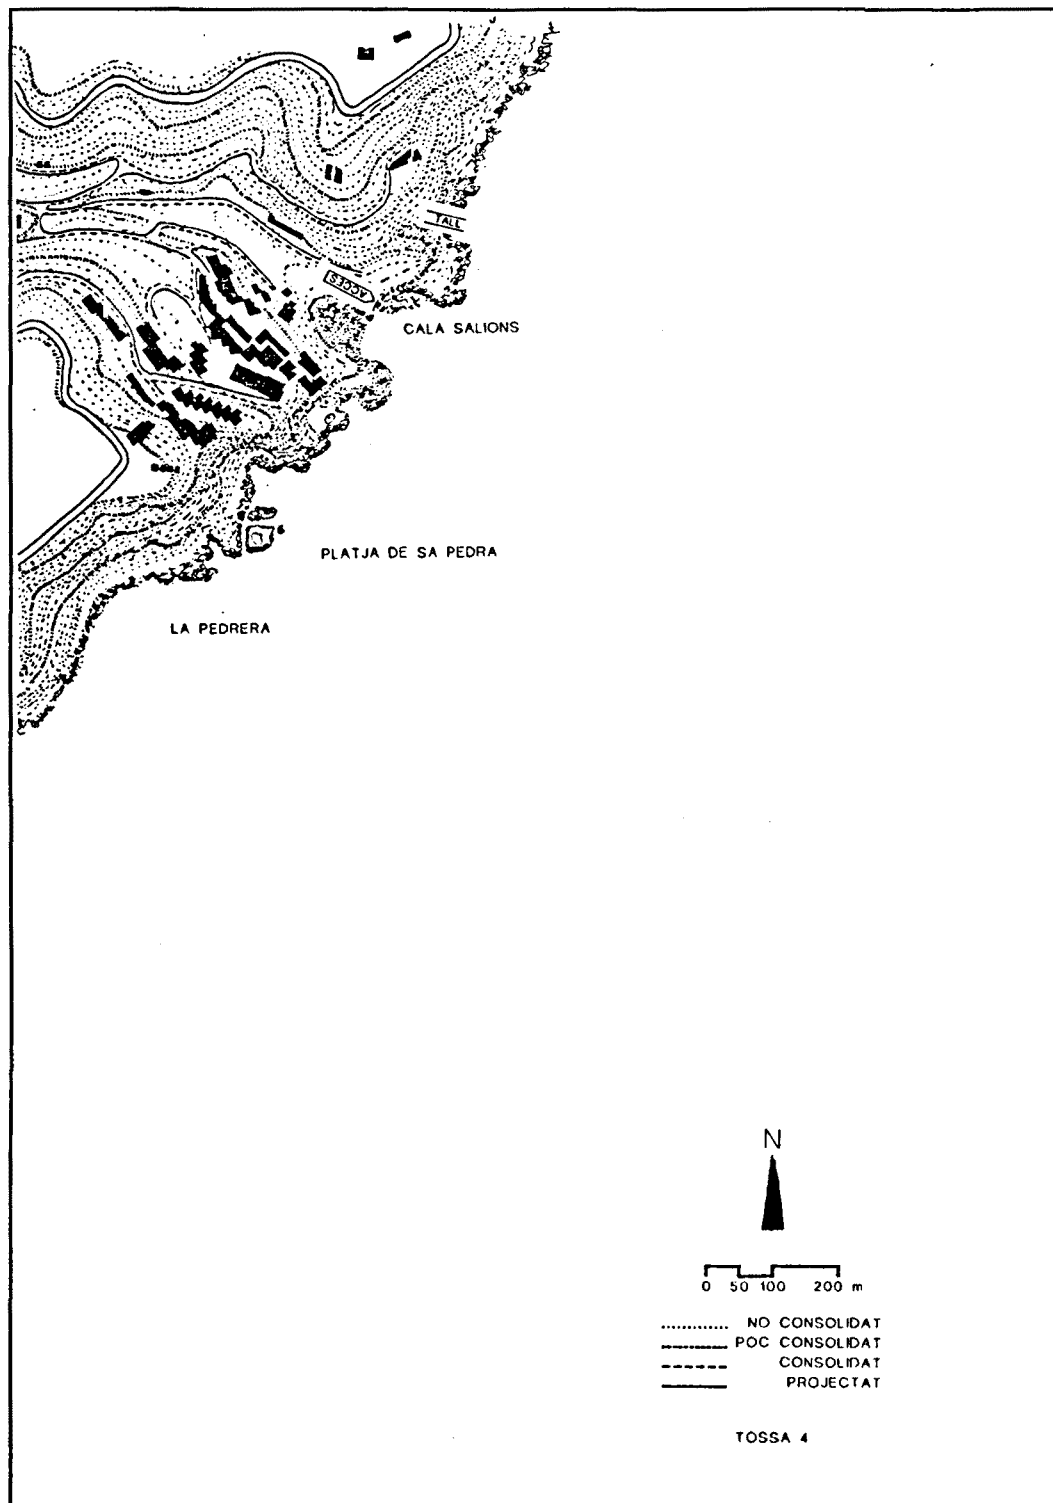 TALL
ACCES
CALA SALIONS
PLATJA DE SA PEDRA
LA PEDRERA
N
0 50 100 200 m
NO CONSOLIDAT
POC CONSOLIDAT
CONSOLIDAT
PROJECTAT
TOSSA 4